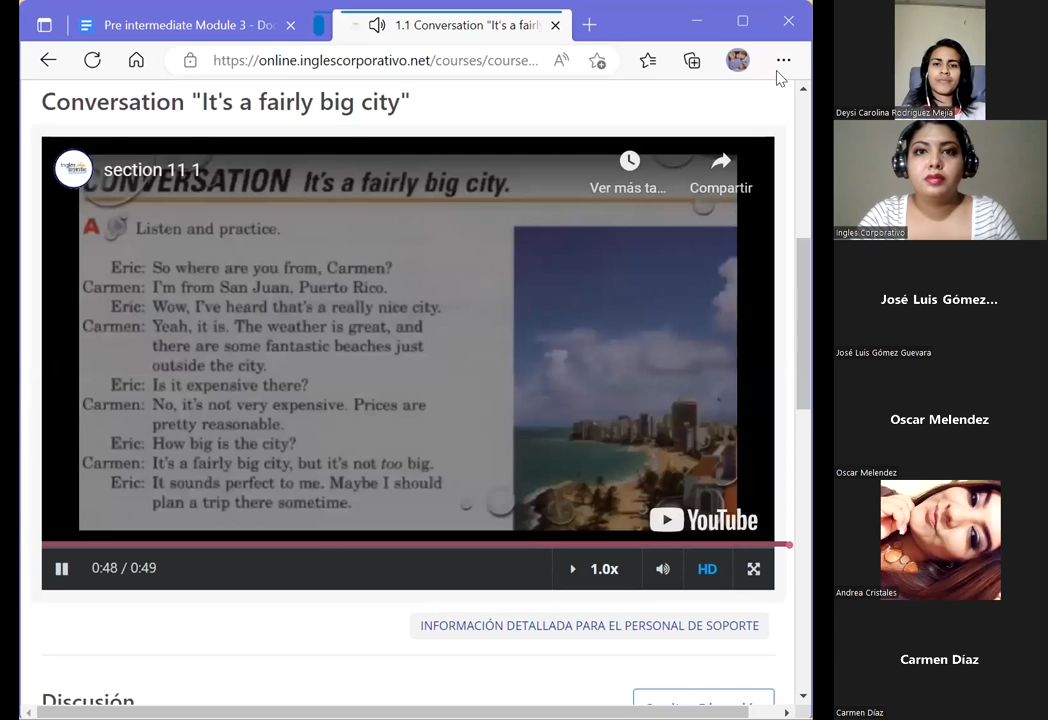 Pre intermediate Module 3 - Doc
1.1 Conversation "It's a fairly
https://online.inglescorporativo.net/courses/course...
Conversation "It's a fairly big city"
section 11 1
Ver más ta...
Compartir
CONVERSATION It's a fairly big city.
A Listen and practice.
Eric: So where are you from, Carmen?
Carmen: I'm from San Juan, Puerto Rico.
Eric: Wow, I've heard that's a really nice city.
Carmen: Yeah, it is. The weather is great, and
there are some fantastic beaches just
outside the city.
Eric: Is it expensive there?
Carmen: No, it's not very expensive. Prices are
pretty reasonable.
Eric: How big is the city?
Carmen: It's a fairly big city, but it's not too big.
Eric: It sounds perfect to me. Maybe I should
plan a trip there sometime.
YouTube
0:48 / 0:49
1.0x
HD
INFORMACIÓN DETALLADA PARA EL PERSONAL DE SOPORTE
Discusión
Deysi Carolina Rodriguez Mejía
Ingles Corporativo
José Luis Gómez...
José Luis Gómez Guevara
Oscar Melendez
Oscar Melendez
Andrea Cristales
Carmen Díaz
Carmen Díaz